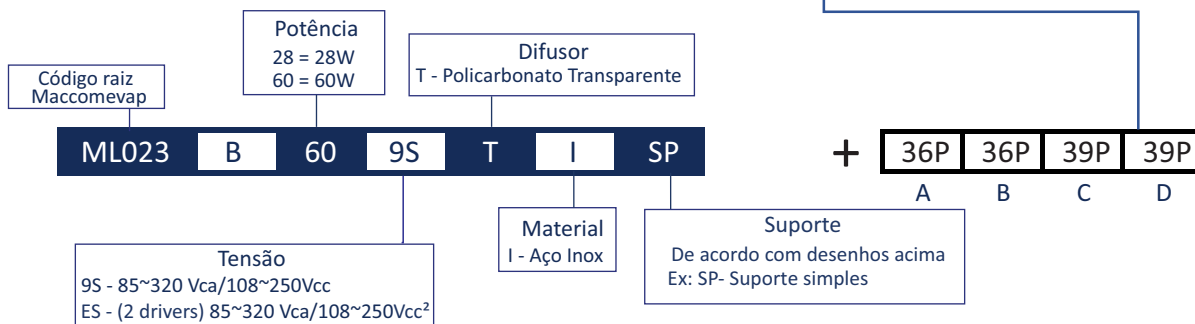 Potência
28 = 28W
60 = 60W
Difusor
T - Policarbonato Transparente
Código raiz
Maccomevap
ML023 B 60 9S T I SP + 36P 36P 39P 39P
A B C D
Tensão
9S - 85~320 Vca/108~250Vcc
ES - (2 drivers) 85~320 Vca/108~250Vcc²
Material
I - Aço Inox
Suporte
De acordo com desenhos acima
Ex: SP- Suporte simples